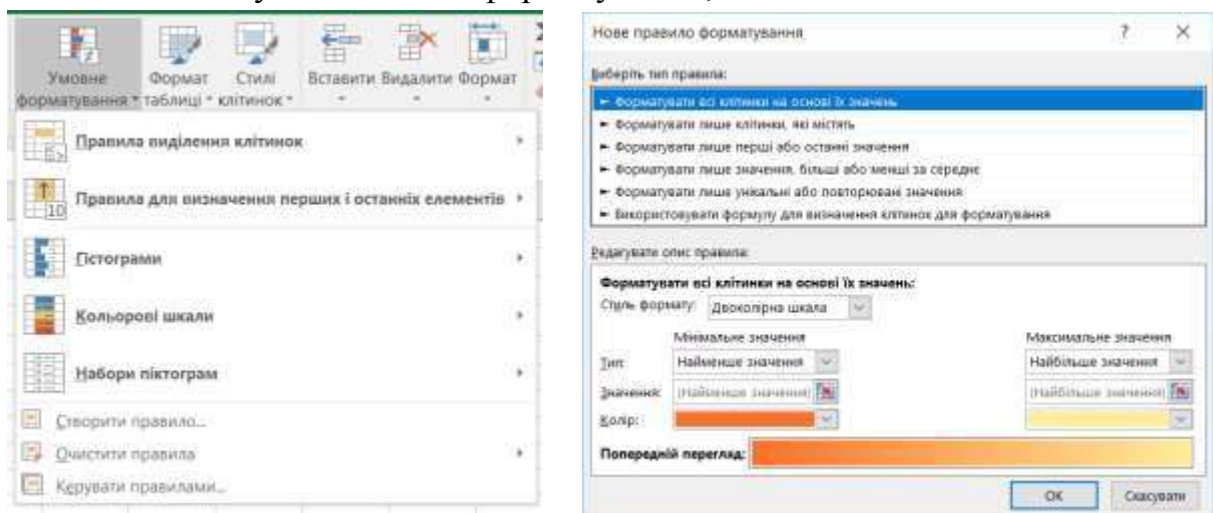 Умовне форматування
Формат таблиці
Стилі клітинок
Вставити Видалити Формат
Правила виділення клітинок
Правила для визначення перших і останніх елементів
Гістограми
Кольорові шкали
Набори піктограм
Створити правило...
Очистити правила
Керувати правилами...
Нове правило форматування ?
Виберіть тип правила:
► Форматувати всі клітинки на основі їх значень
► Форматувати лише клітинки, які містять
► Форматувати лише перші або останні значення
► Форматувати лише значення, більші або менші за середнє
► Форматувати лише унікальні або повторювані значення
► Використовувати формулу для визначення клітинок для форматування
Редагувати опис правила:
Форматувати всі клітинки на основі їх значень:
Стиль формату: Двоколірна шкала
Мінімальне значення Максимальне значення
Тип: Найменше значення Найбільше значення
Значення: (Найменше значення) (Найбільше значення)
Колір:
Попередній перегляд:
ОК Скасувати